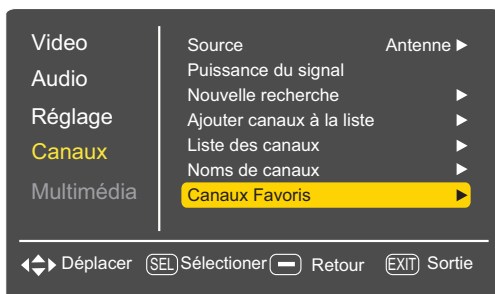 Video
Audio
Réglage
Canaux
Multimédia
Source Antenne ▶
Puissance du signal
Nouvelle recherche ▶
Ajouter canaux à la liste ▶
Liste des canaux ▶
Noms de canaux ▶
Canaux Favoris ▶
Déplacer SEL Sélectioner Retour EXIT Sortie